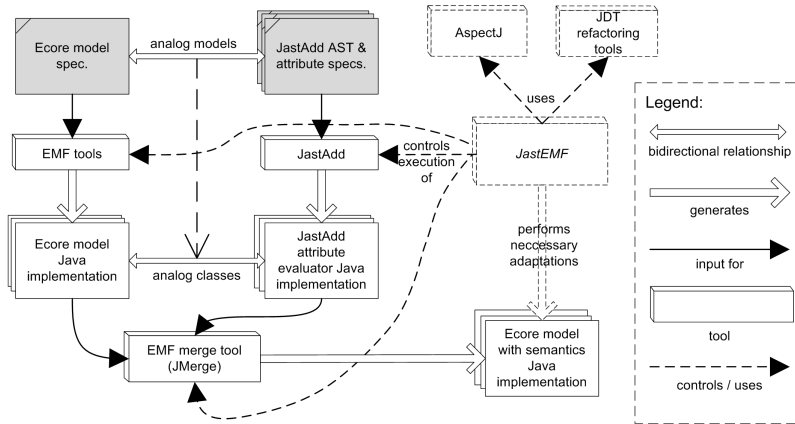 Ecore model
spec.
analog models
JastAdd AST &
attribute specs.
AspectJ
JDT
refactoring
tools
uses
EMF tools
JastAdd
controls
execution
of
JastEMF
Ecore model
Java
implementation
analog classes
JastAdd
attribute
evaluator Java
implementation
performs
neccessary
adaptations
EMF merge tool
(JMerge)
Ecore model
with semantics
Java
implementation
Legend:
bidirectional relationship
generates
input for
tool
controls / uses